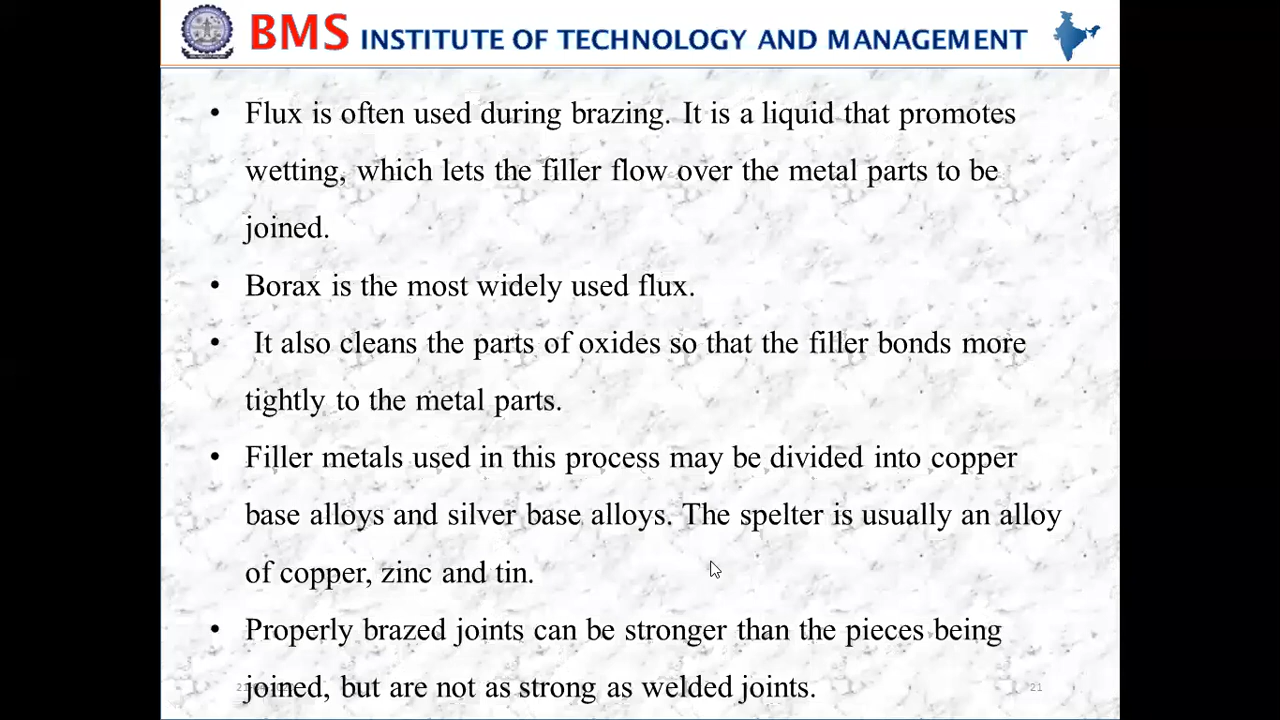 BMS INSTITUTE OF TECHNOLOGY AND MANAGEMENT
• Flux is often used during brazing. It is a liquid that promotes
wetting, which lets the filler flow over the metal parts to be
joined.
• Borax is the most widely used flux.
• It also cleans the parts of oxides so that the filler bonds more
tightly to the metal parts.
• Filler metals used in this process may be divided into copper
base alloys and silver base alloys. The spelter is usually an alloy
of copper, zinc and tin.
• Properly brazed joints can be stronger than the pieces being
joined, but are not as strong as welded joints.
21